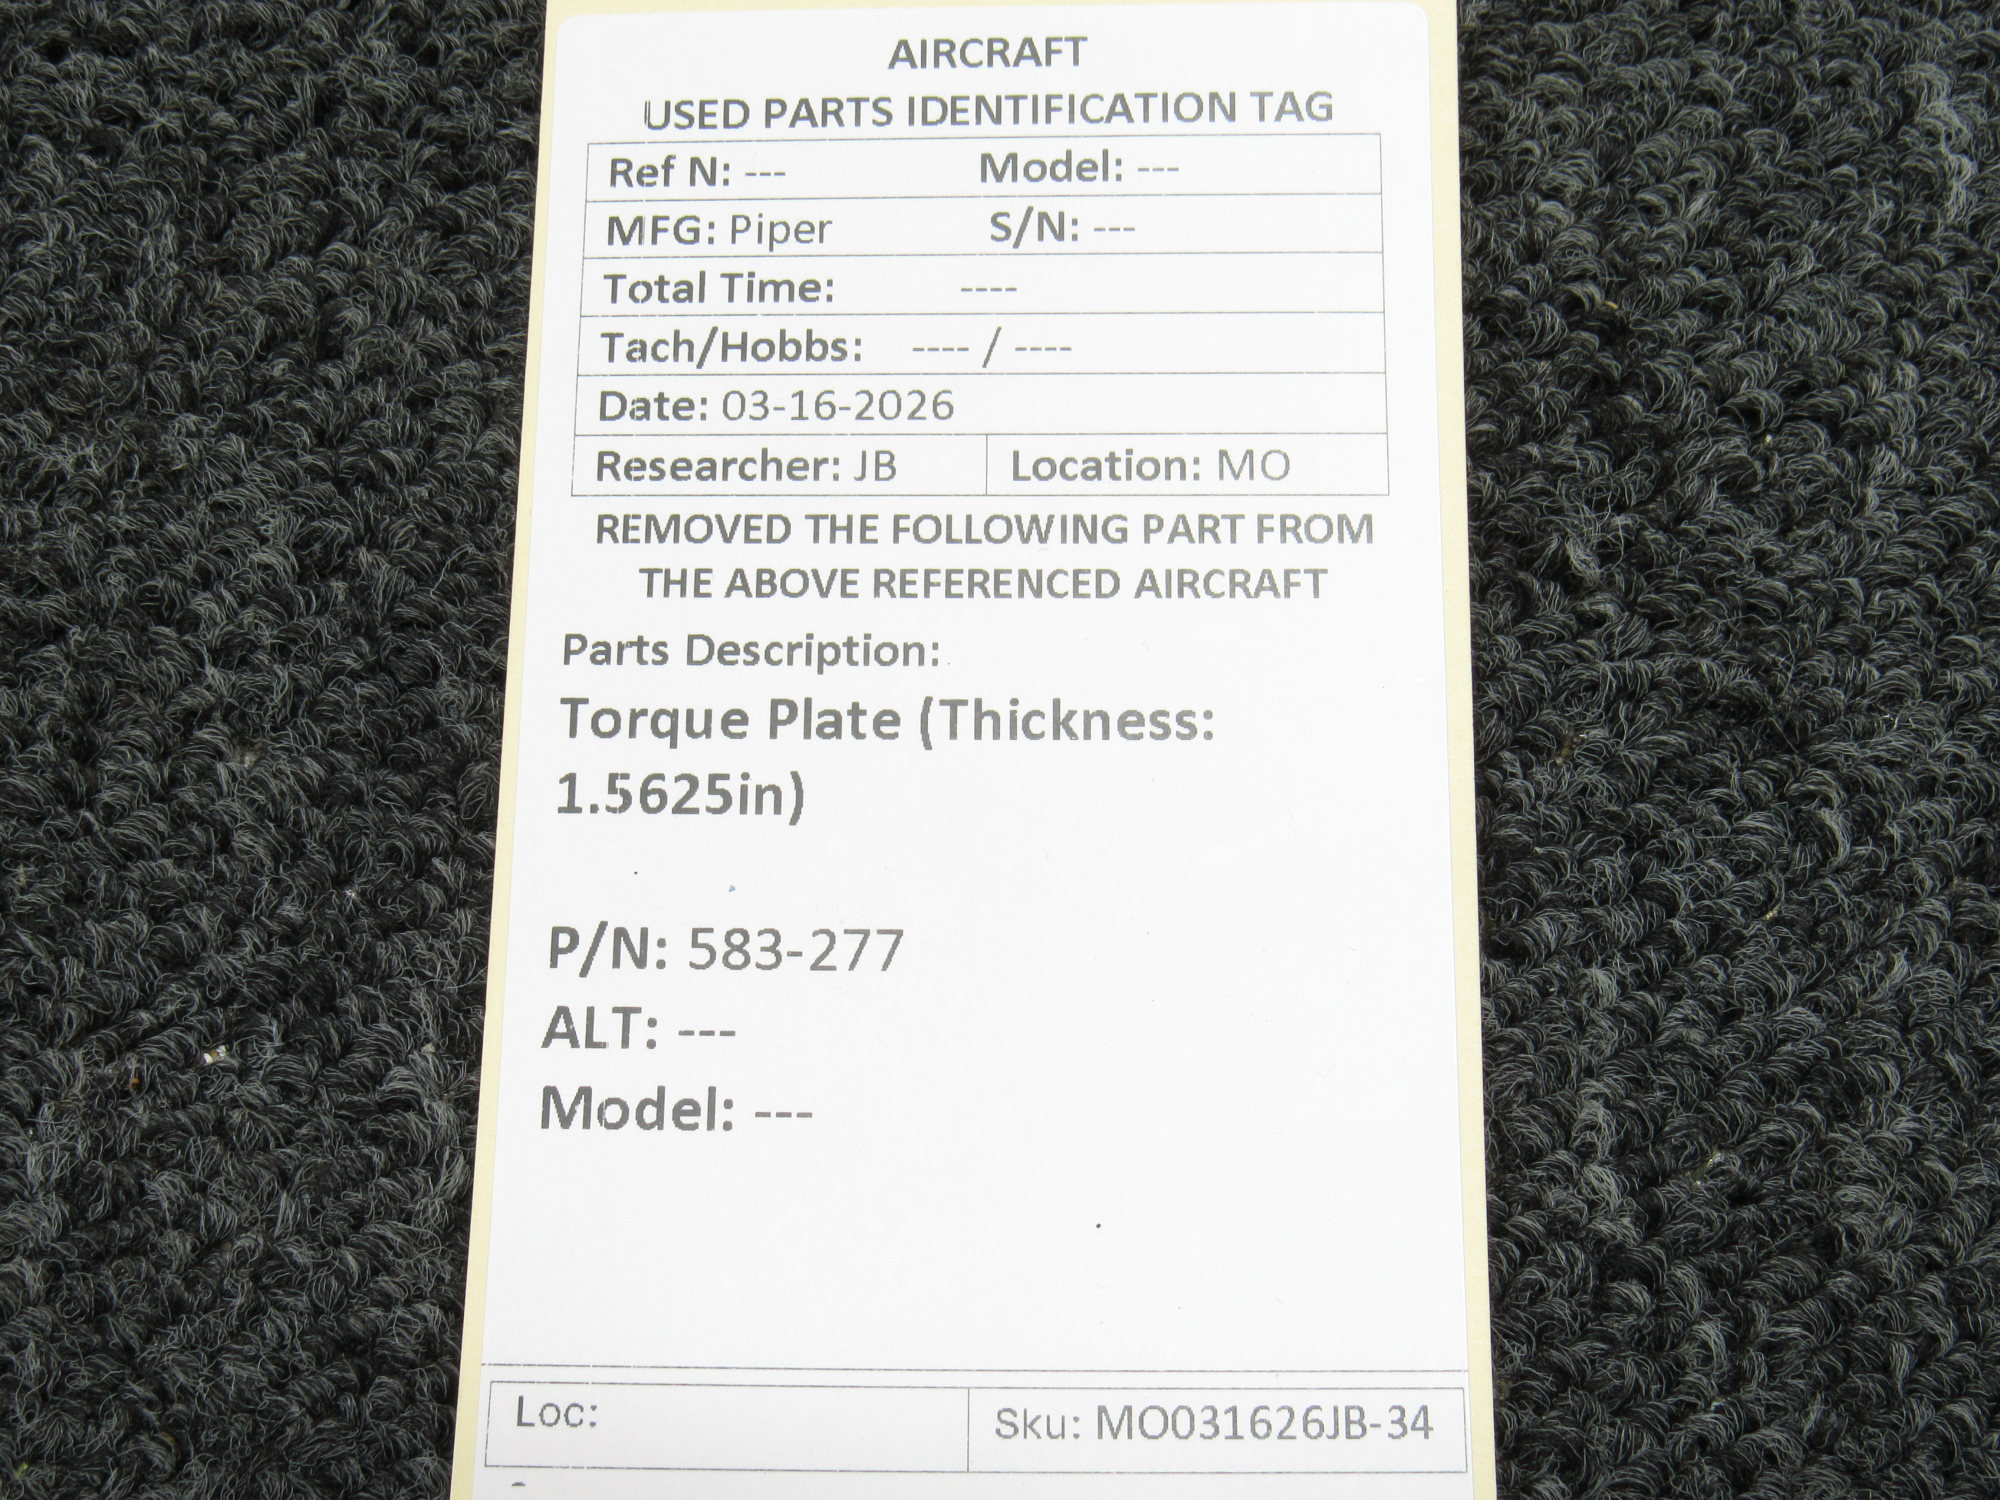 AIRCRAFT
USED PARTS IDENTIFICATION TAG
Ref N: --- Model: ---
MFG: Piper S/N: ---
Total Time: ----
Tach/Hobbs: ---- / ----
Date: 03-16-2026
Researcher: JB Location: MO
REMOVED THE FOLLOWING PART FROM
THE ABOVE REFERENCED AIRCRAFT
Parts Description:
Torque Plate (Thickness:
1.5625in)
P/N: 583-277
ALT: ---
Model: ---
Loc: Sku: MO031626JB-34